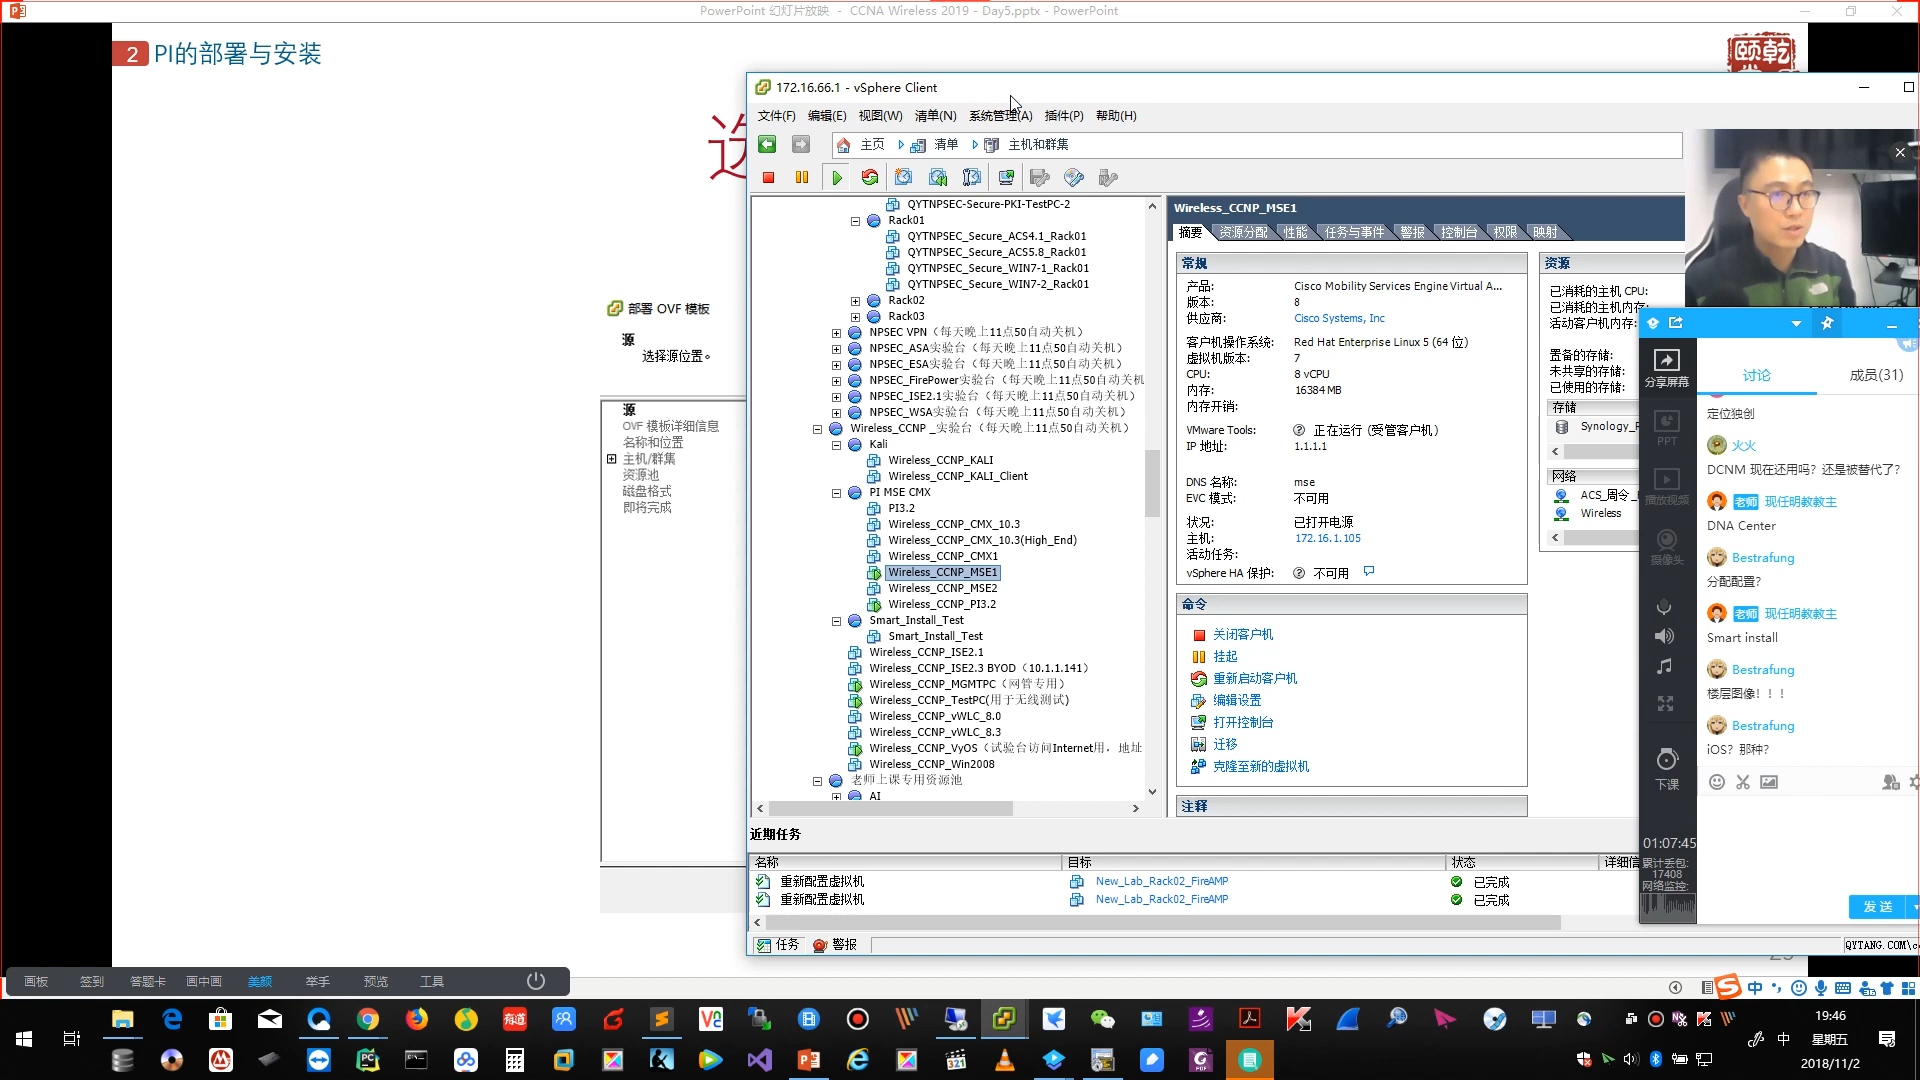 PowerPoint 幻灯片放映 - CCNA Wireless 2019 - Day5.pptx - PowerPoint
2 PI的部署与安装
颐乾
部署 OVF 模板
源
选择源位置。
源
OVF 模板详细信息
名称和位置
主机/群集
资源池
磁盘格式
即将完成
172.16.66.1 - vSphere Client
文件(F) 编辑(E) 视图(W) 清单(N) 系统管理(A) 插件(P) 帮助(H)
主页 清单 主机和群集
QYTNPSEC-Secure-PKI-TestPC-2
Rack01
QYTNPSEC_Secure_ACS4.1_Rack01
QYTNPSEC_Secure_ACS5.8_Rack01
QYTNPSEC_Secure_WIN7-1_Rack01
QYTNPSEC_Secure_WIN7-2_Rack01
Rack02
Rack03
NPSEC VPN（每天晚上11点50自动关机）
NPSEC_ASA实验台（每天晚上11点50自动关机）
NPSEC_ESA实验台（每天晚上11点50自动关机）
NPSEC_FirePower实验台（每天晚上11点50自动关机
NPSEC_ISE2.1实验台（每天晚上11点50自动关机）
NPSEC_WSA实验台（每天晚上11点50自动关机）
Wireless_CCNP _实验台（每天晚上11点50自动关机）
Kali
Wireless_CCNP_KALI
Wireless_CCNP_KALI_Client
PI MSE CMX
PI3.2
Wireless_CCNP_CMX_10.3
Wireless_CCNP_CMX_10.3(High_End)
Wireless_CCNP_CMX1
Wireless_CCNP_MSE1
Wireless_CCNP_MSE2
Wireless_CCNP_PI3.2
Smart_Install_Test
Smart_Install_Test
Wireless_CCNP_ISE2.1
Wireless_CCNP_ISE2.3 BYOD（10.1.1.141）
Wireless_CCNP_MGMTPC（网管专用）
Wireless_CCNP_TestPC(用于无线测试)
Wireless_CCNP_vWLC_8.0
Wireless_CCNP_vWLC_8.3
Wireless_CCNP_VyOS（试验台访问Internet用，地址
Wireless_CCNP_Win2008
老师上课专用资源池
AI
Wireless_CCNP_MSE1
摘要 资源分配 性能 任务与事件 警报 控制台 权限 映射
常规
产品: Cisco Mobility Services Engine Virtual A...
版本: 8
供应商: Cisco Systems, Inc
客户机操作系统: Red Hat Enterprise Linux 5 (64 位)
虚拟机版本: 7
CPU: 8 vCPU
内存: 16384 MB
内存开销:
VMware Tools: 正在运行 (受管客户机)
IP 地址: 1.1.1.1
DNS 名称: mse
EVC 模式: 不可用
状况: 已打开电源
主机: 172.16.1.105
活动任务:
vSphere HA 保护: 不可用
命令
关闭客户机
挂起
重新启动客户机
编辑设置
打开控制台
迁移
克隆至新的虚拟机
注释
资源
已消耗的主机 CPU:
已消耗的主机内存:
活动客户机内存:
置备的存储:
未共享的存储:
已使用的存储:
存储
Synology_
网络
ACS_周令_
Wireless
近期任务
名称 目标 状态 详细信
重新配置虚拟机 New_Lab_Rack02_FireAMP 已完成
重新配置虚拟机 New_Lab_Rack02_FireAMP 已完成
任务 警报
QYTANG.COM\
分享屏幕
PPT
播放视频
摄像头
下课
01:07:45
累计丢包:
17408
网络监控:
讨论 成员(31)
定位独创
火火
DCNM 现在还用吗？还是被替代了？
老师 现任明教教主
DNA Center
Bestrafung
分配配置？
老师 现任明教教主
Smart install
Bestrafung
楼层图像！！！
Bestrafung
iOS？那种？
发 送
画板 签到 答题卡 画中画 美颜 举手 预览 工具
中
19:46
中 星期五
2018/11/2